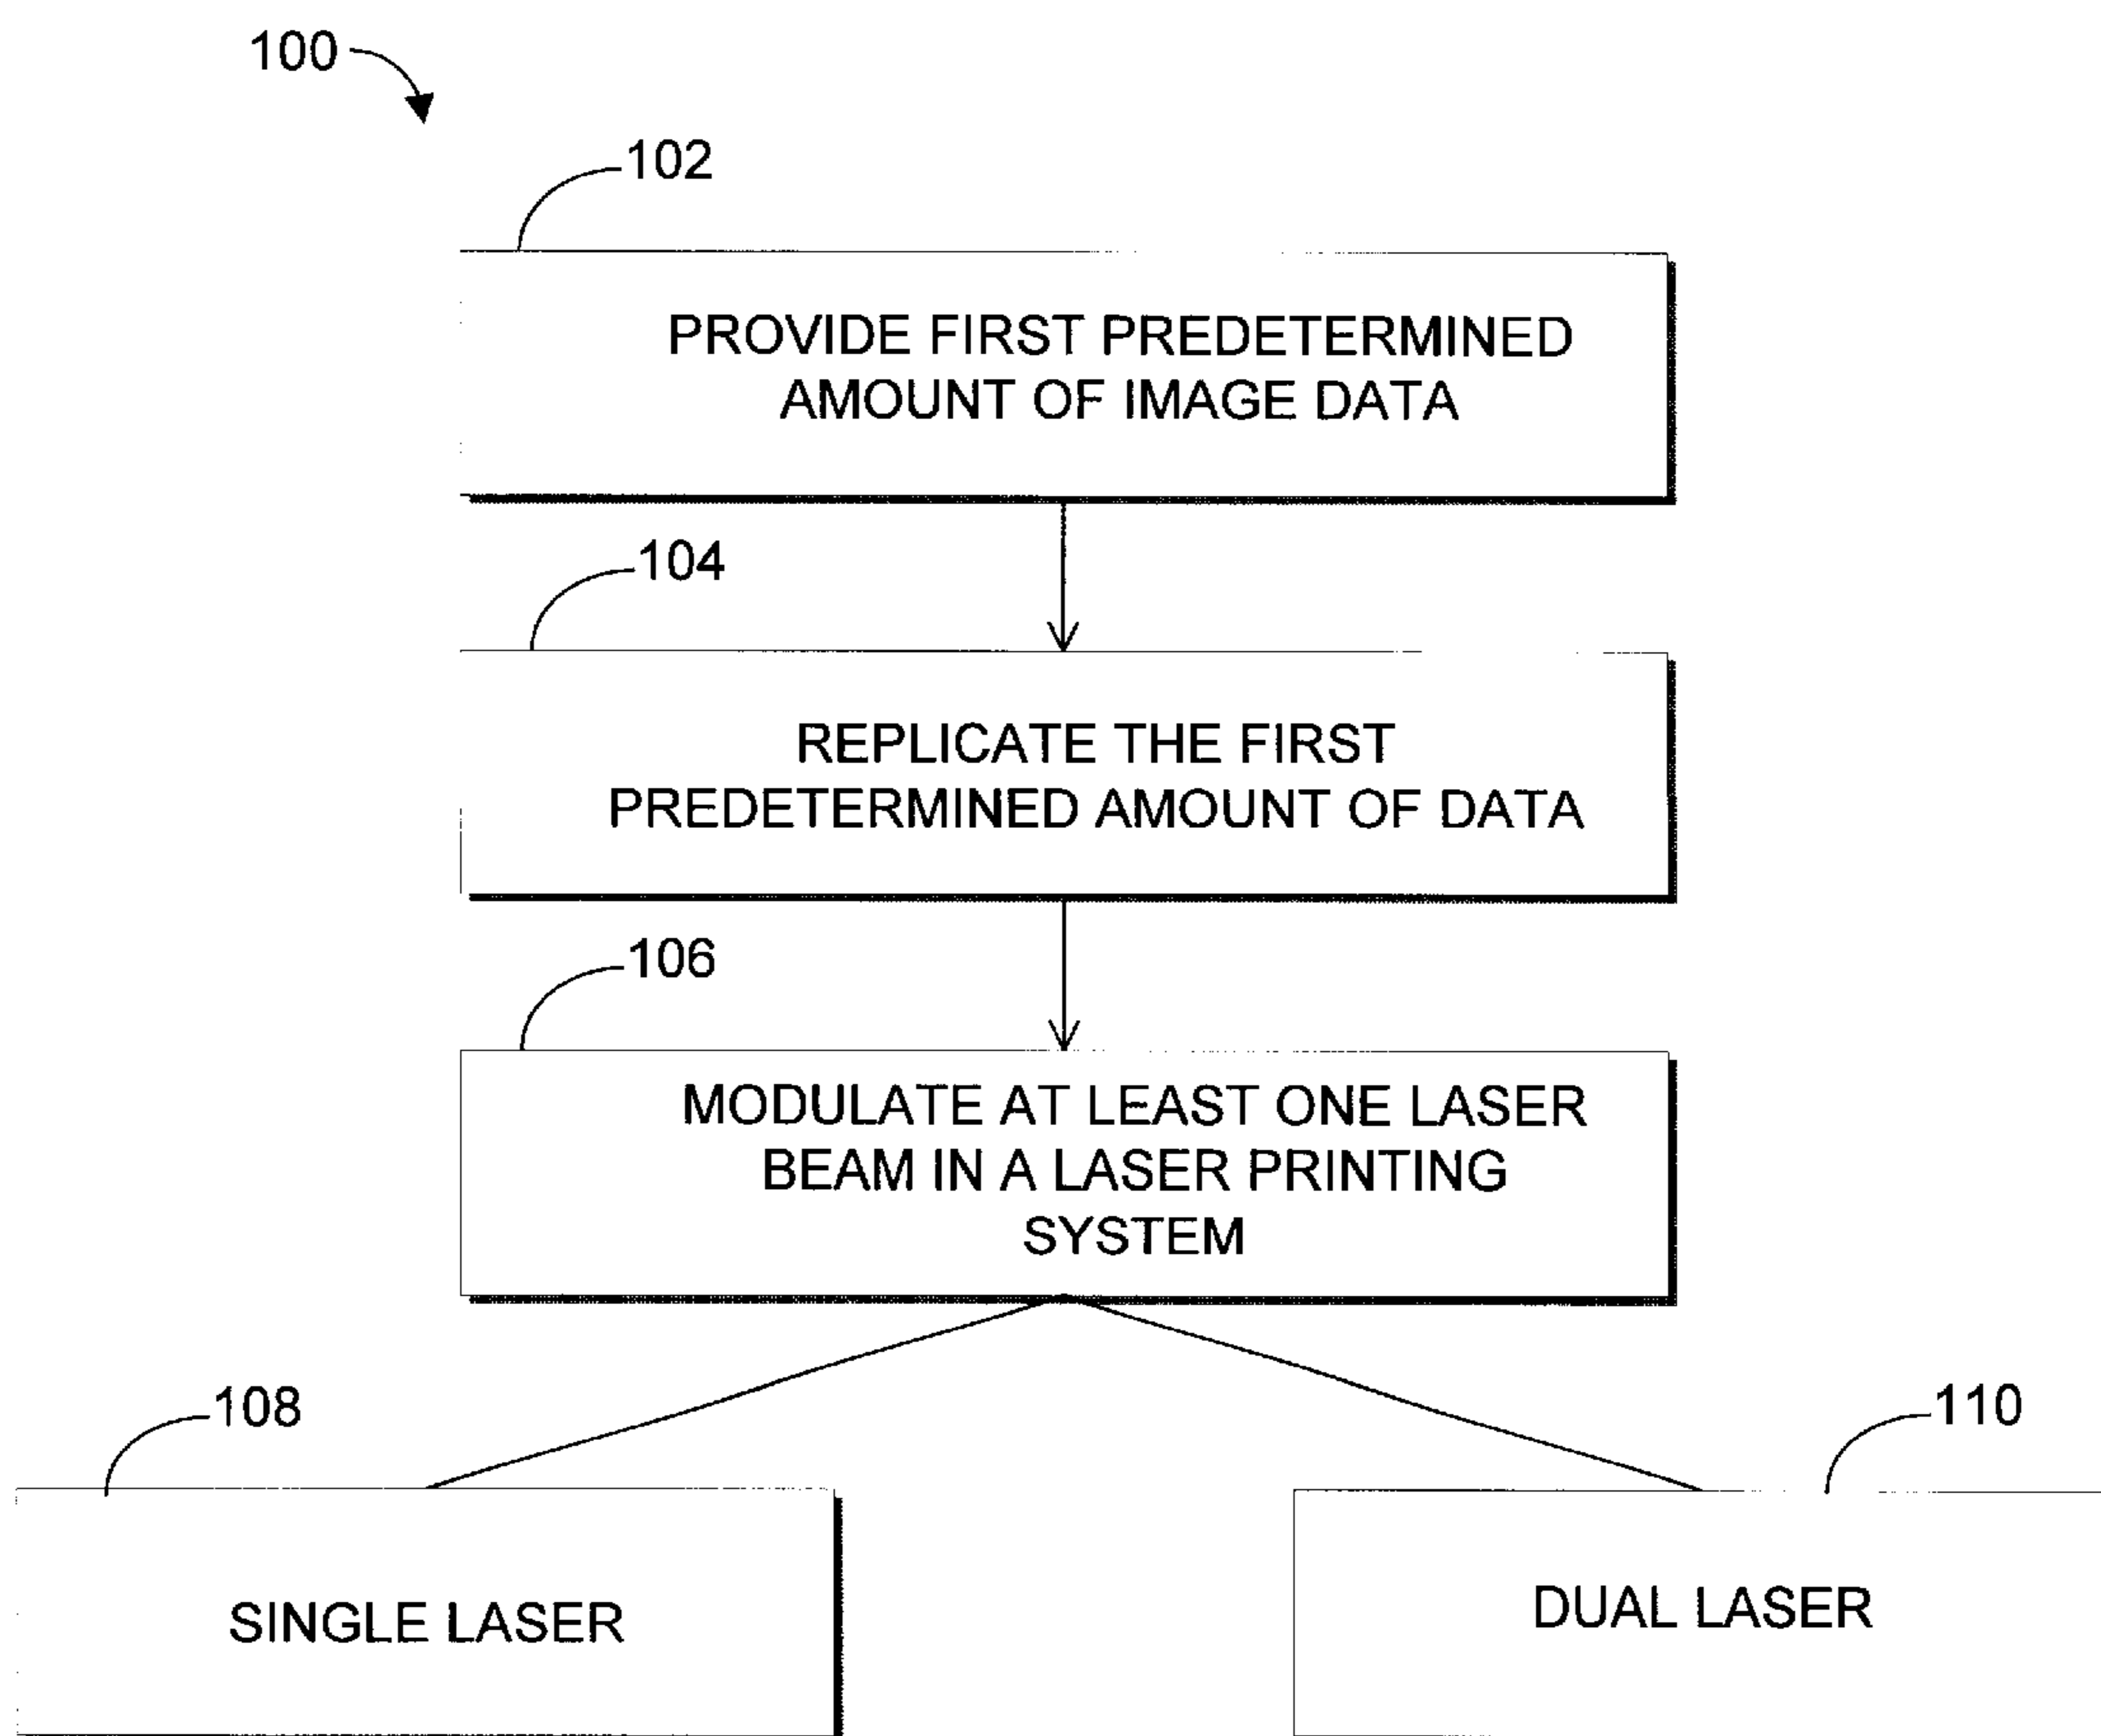 100
102
PROVIDE FIRST PREDETERMINED
AMOUNT OF IMAGE DATA
104
REPLICATE THE FIRST
PREDETERMINED AMOUNT OF DATA
106
MODULATE AT LEAST ONE LASER
BEAM IN A LASER PRINTING
SYSTEM
108
SINGLE LASER
110
DUAL LASER